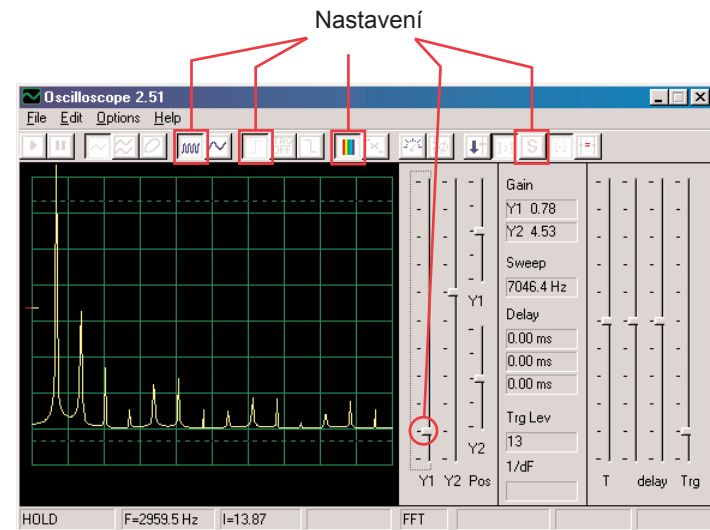 Nastavení
Oscilloscope 2.51
File Edit Options Help
TRG OFF
S
Gain
Y1 0.78
Y2 4.53
Sweep
7046.4 Hz
Delay
0.00 ms
0.00 ms
0.00 ms
Trg Lev
13
1/dF
Y1
Y2
Y1 Y2 Pos
T delay Trg
HOLD F=2959.5 Hz I=13.87 FFT